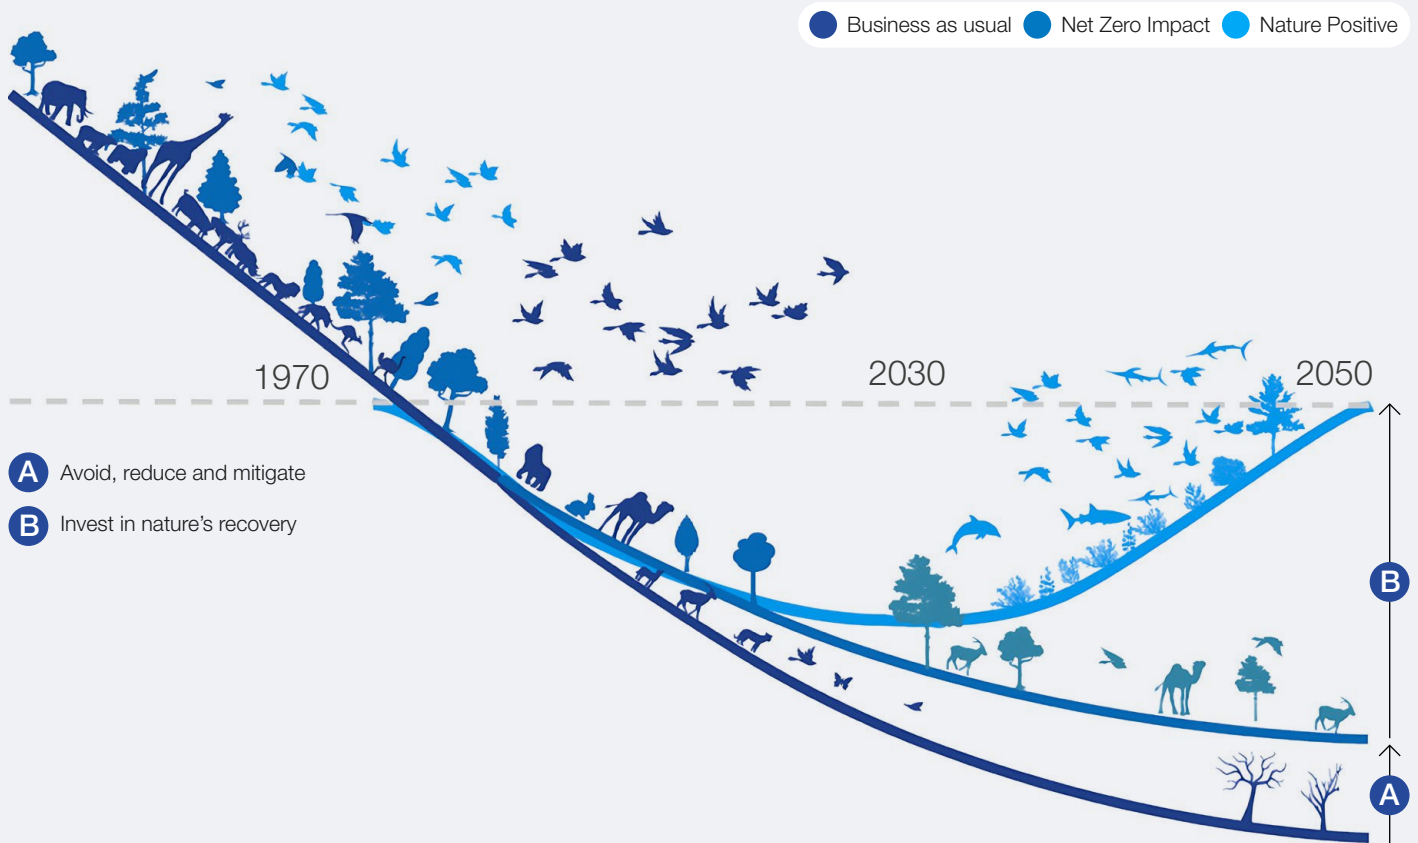 Business as usual Net Zero Impact Nature Positive
1970
2030
2050
A Avoid, reduce and mitigate
B Invest in nature’s recovery
B
A